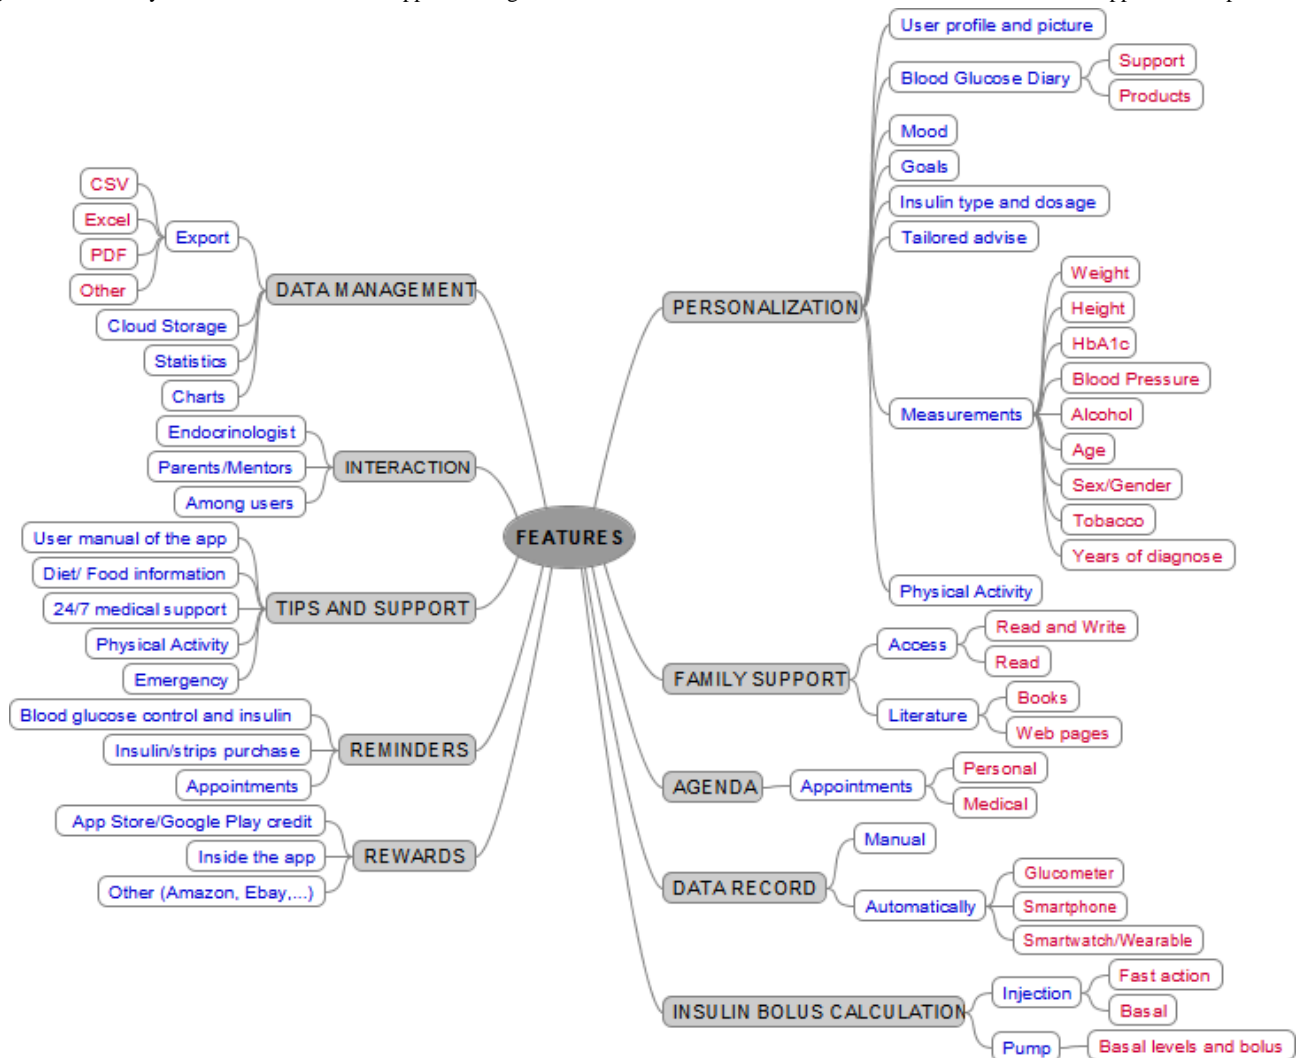 FEATURES
PERSONALIZATION
User profile and picture
Blood Glucose Diary
Support
Products
Mood
Goals
Insulin type and dosage
Tailored advise
Measurements
Weight
Height
HbA1c
Blood Pressure
Alcohol
Age
Sex/Gender
Tobacco
Years of diagnose
Physical Activity
FAMILY SUPPORT
Access
Read and Write
Read
Literature
Books
Web pages
AGENDA
Appointments
Personal
Medical
DATA RECORD
Manual
Automatically
Glucometer
Smartphone
Smartwatch/Wearable
INSULIN BOLUS CALCULATION
Injection
Fast action
Basal
Pump
Basal levels and bolus
DATA MANAGEMENT
Export
CSV
Excel
PDF
Other
Cloud Storage
Statistics
Charts
INTERACTION
Endocrinologist
Parents/Mentors
Among users
TIPS AND SUPPORT
User manual of the app
Diet/ Food information
24/7 medical support
Physical Activity
Emergency
REMINDERS
Blood glucose control and insulin
Insulin/strips purchase
Appointments
REWARDS
App Store/Google Play credit
Inside the app
Other (Amazon, Ebay,...)